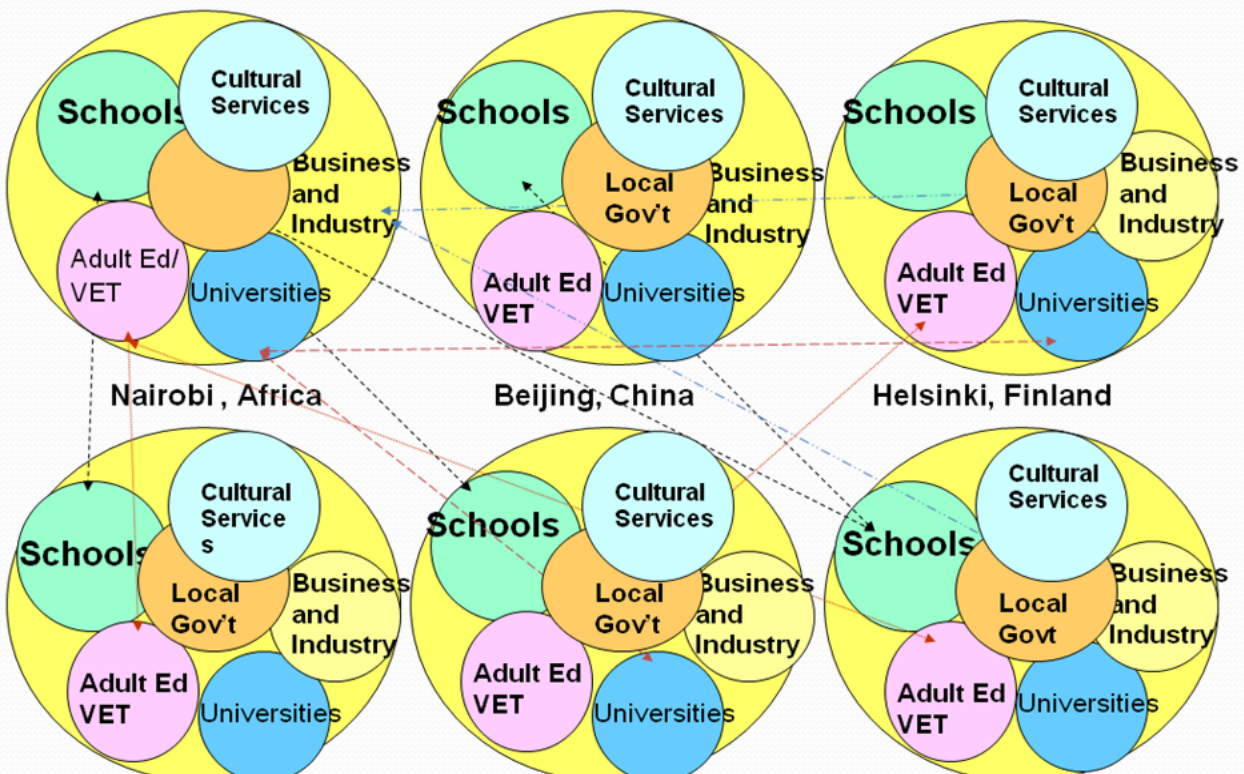 Cultural
Services
Schools
Business
and
Industry
Adult Ed/
VET
Universities
Nairobi , Africa
Cultural
Services
Schools
Local
Gov't
Business
and
Industry
Adult Ed
VET
Universities
Beijing, China
Cultural
Services
Schools
Local
Gov't
Business
and
Industry
Adult Ed
VET
Universities
Helsinki, Finland
Cultural
Service
s
Schools
Local
Gov't
Business
and
Industry
Adult Ed
VET
Universities
Cultural
Services
Schools
Local
Gov't
Business
and
Industry
Adult Ed
VET
Universities
Cultural
Services
Schools
Local
Govt
Business
and
Industry
Adult Ed
VET
Universities